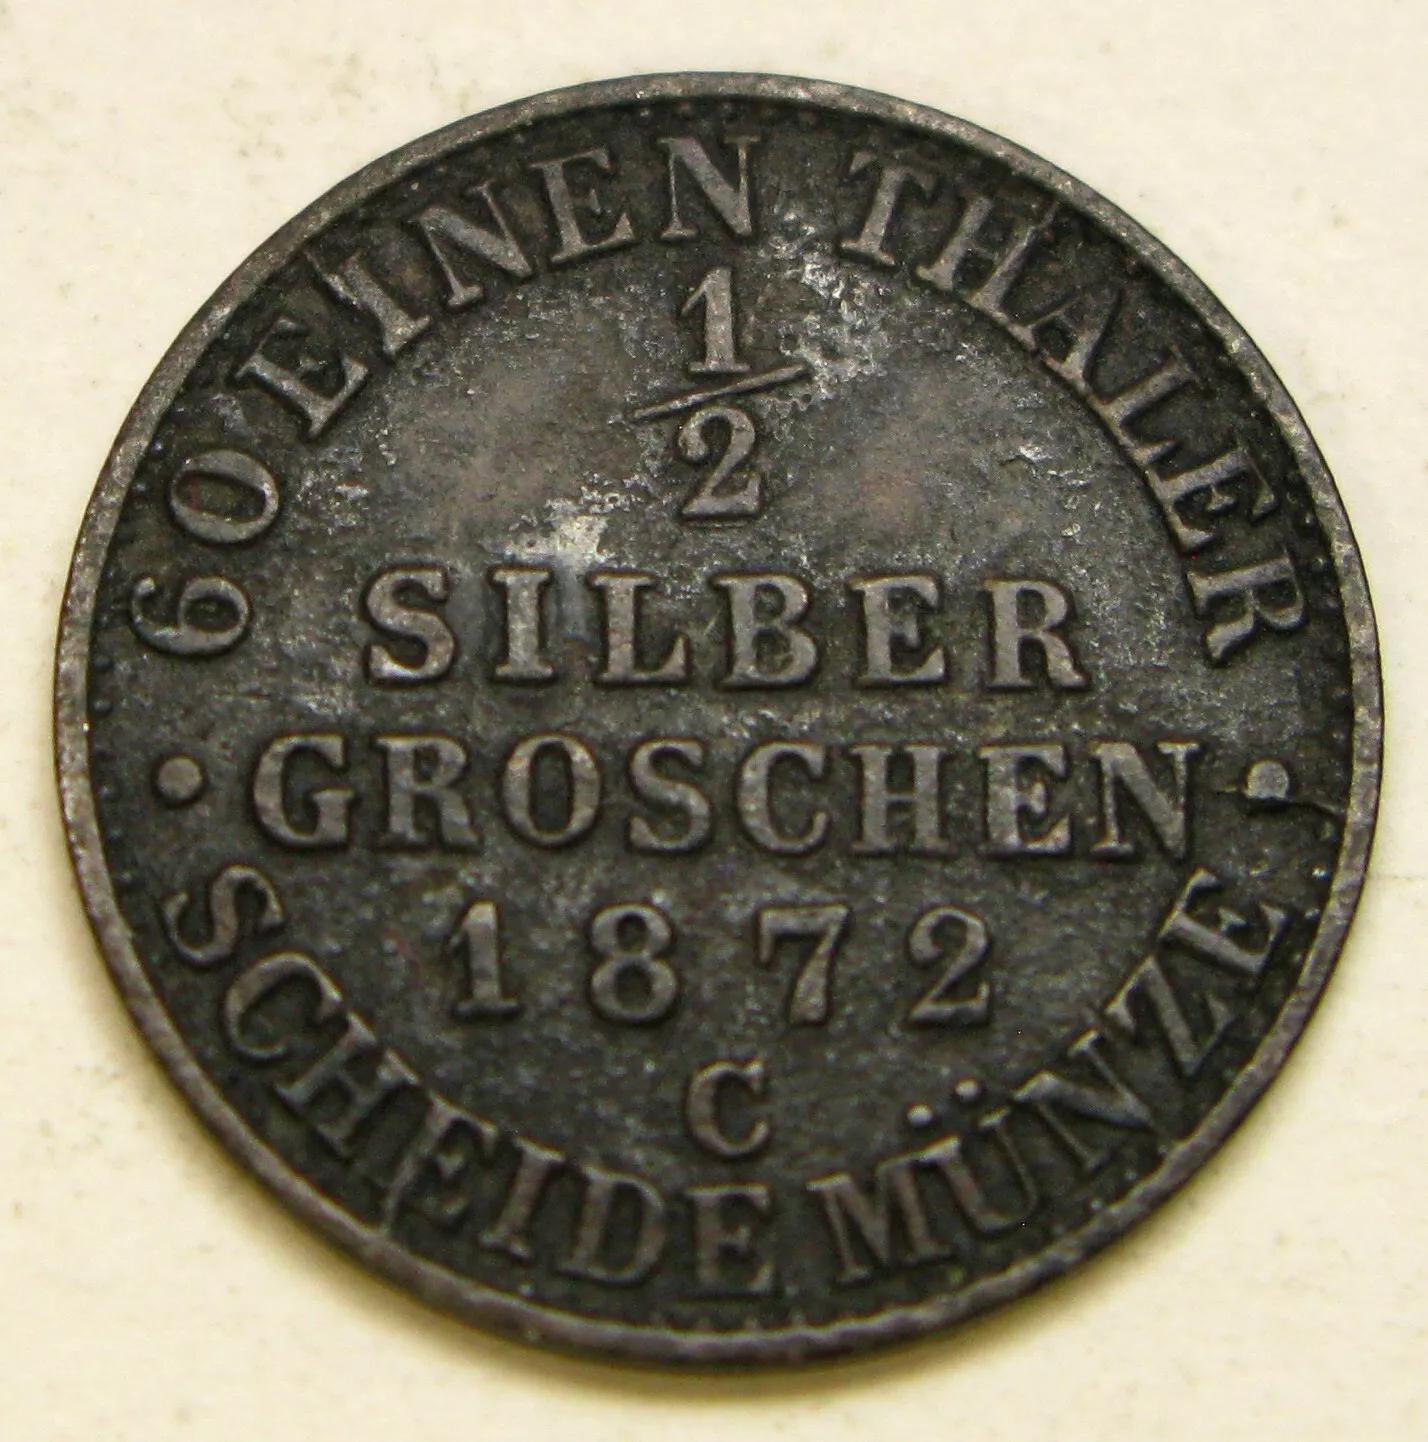 60 EINEN THALER
1/2
SILBER
· GROSCHEN ·
1872
C
SCHEIDE MÜNZE